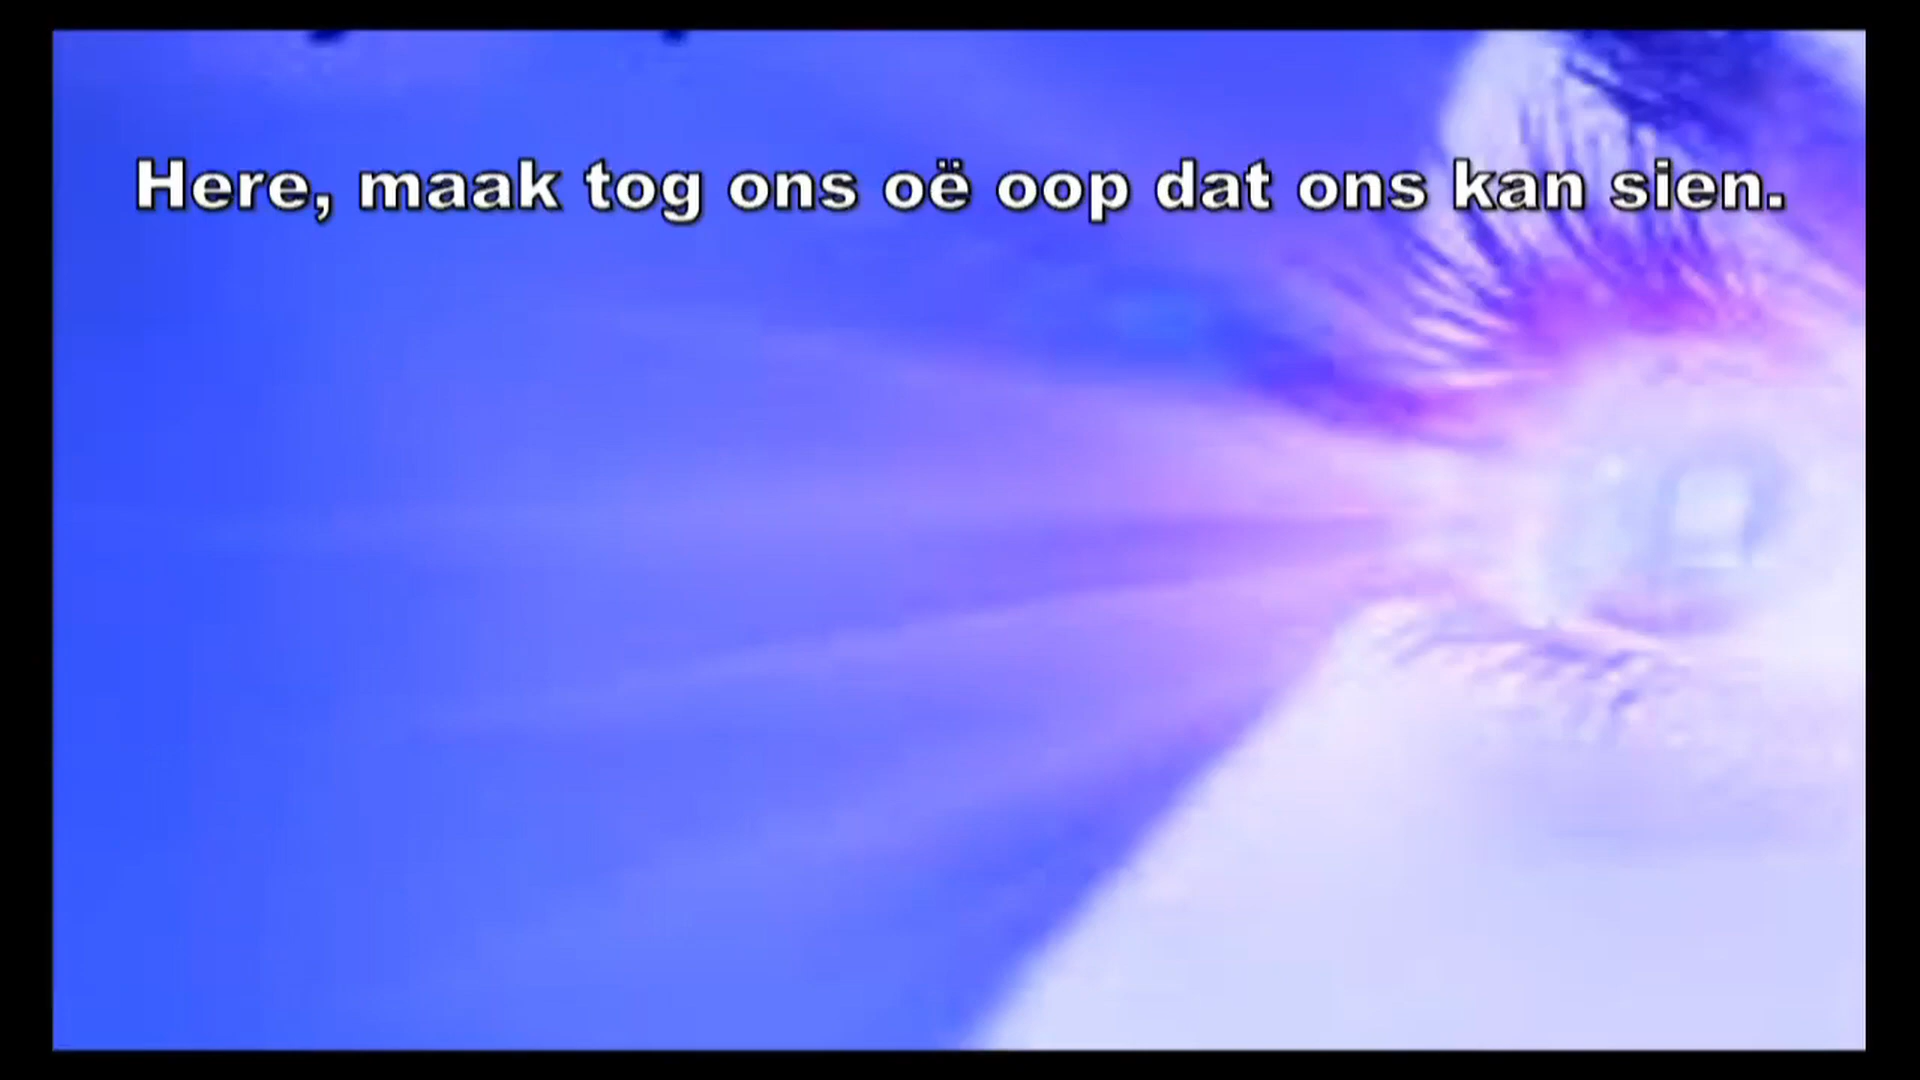 Here, maak tog ons oë oop dat ons kan sien.